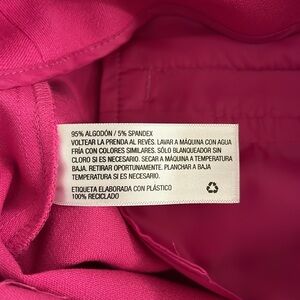 95% ALGODÓN / 5% SPANDEX
VOLTEAR LA PRENDA AL REVÉS. LAVAR A MÁQUINA CON AGUA
FRÍA CON COLORES SIMILARES. SÓLO BLANQUEADOR SIN
CLORO SI ES NECESARIO. SECAR A MÁQUINA A TEMPERATURA
BAJA. RETIRAR OPORTUNAMENTE. PLANCHAR A BAJA
TEMPERATURA SI ES NECESARIO.
ETIQUETA ELABORADA CON PLÁSTICO
100% RECICLADO